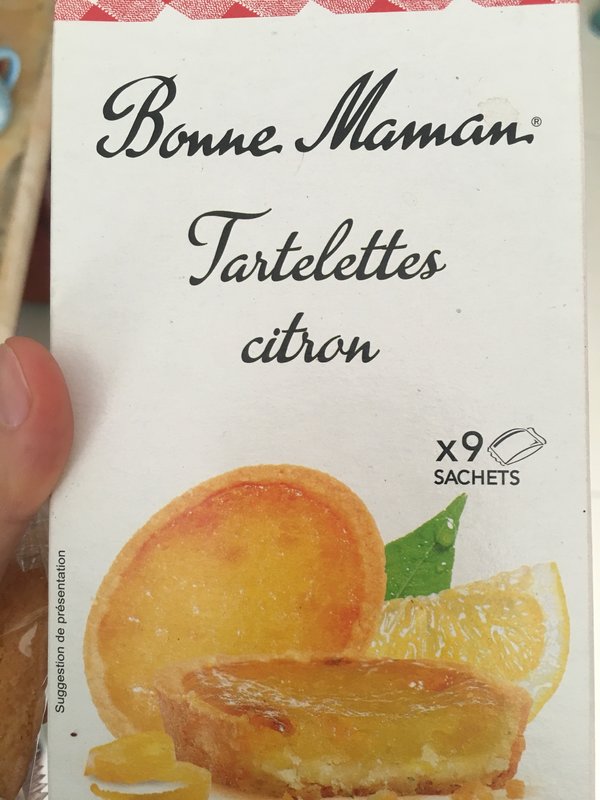 Bonne Maman®
Tartelettes
citron
x9
SACHETS
Suggestion de présentation